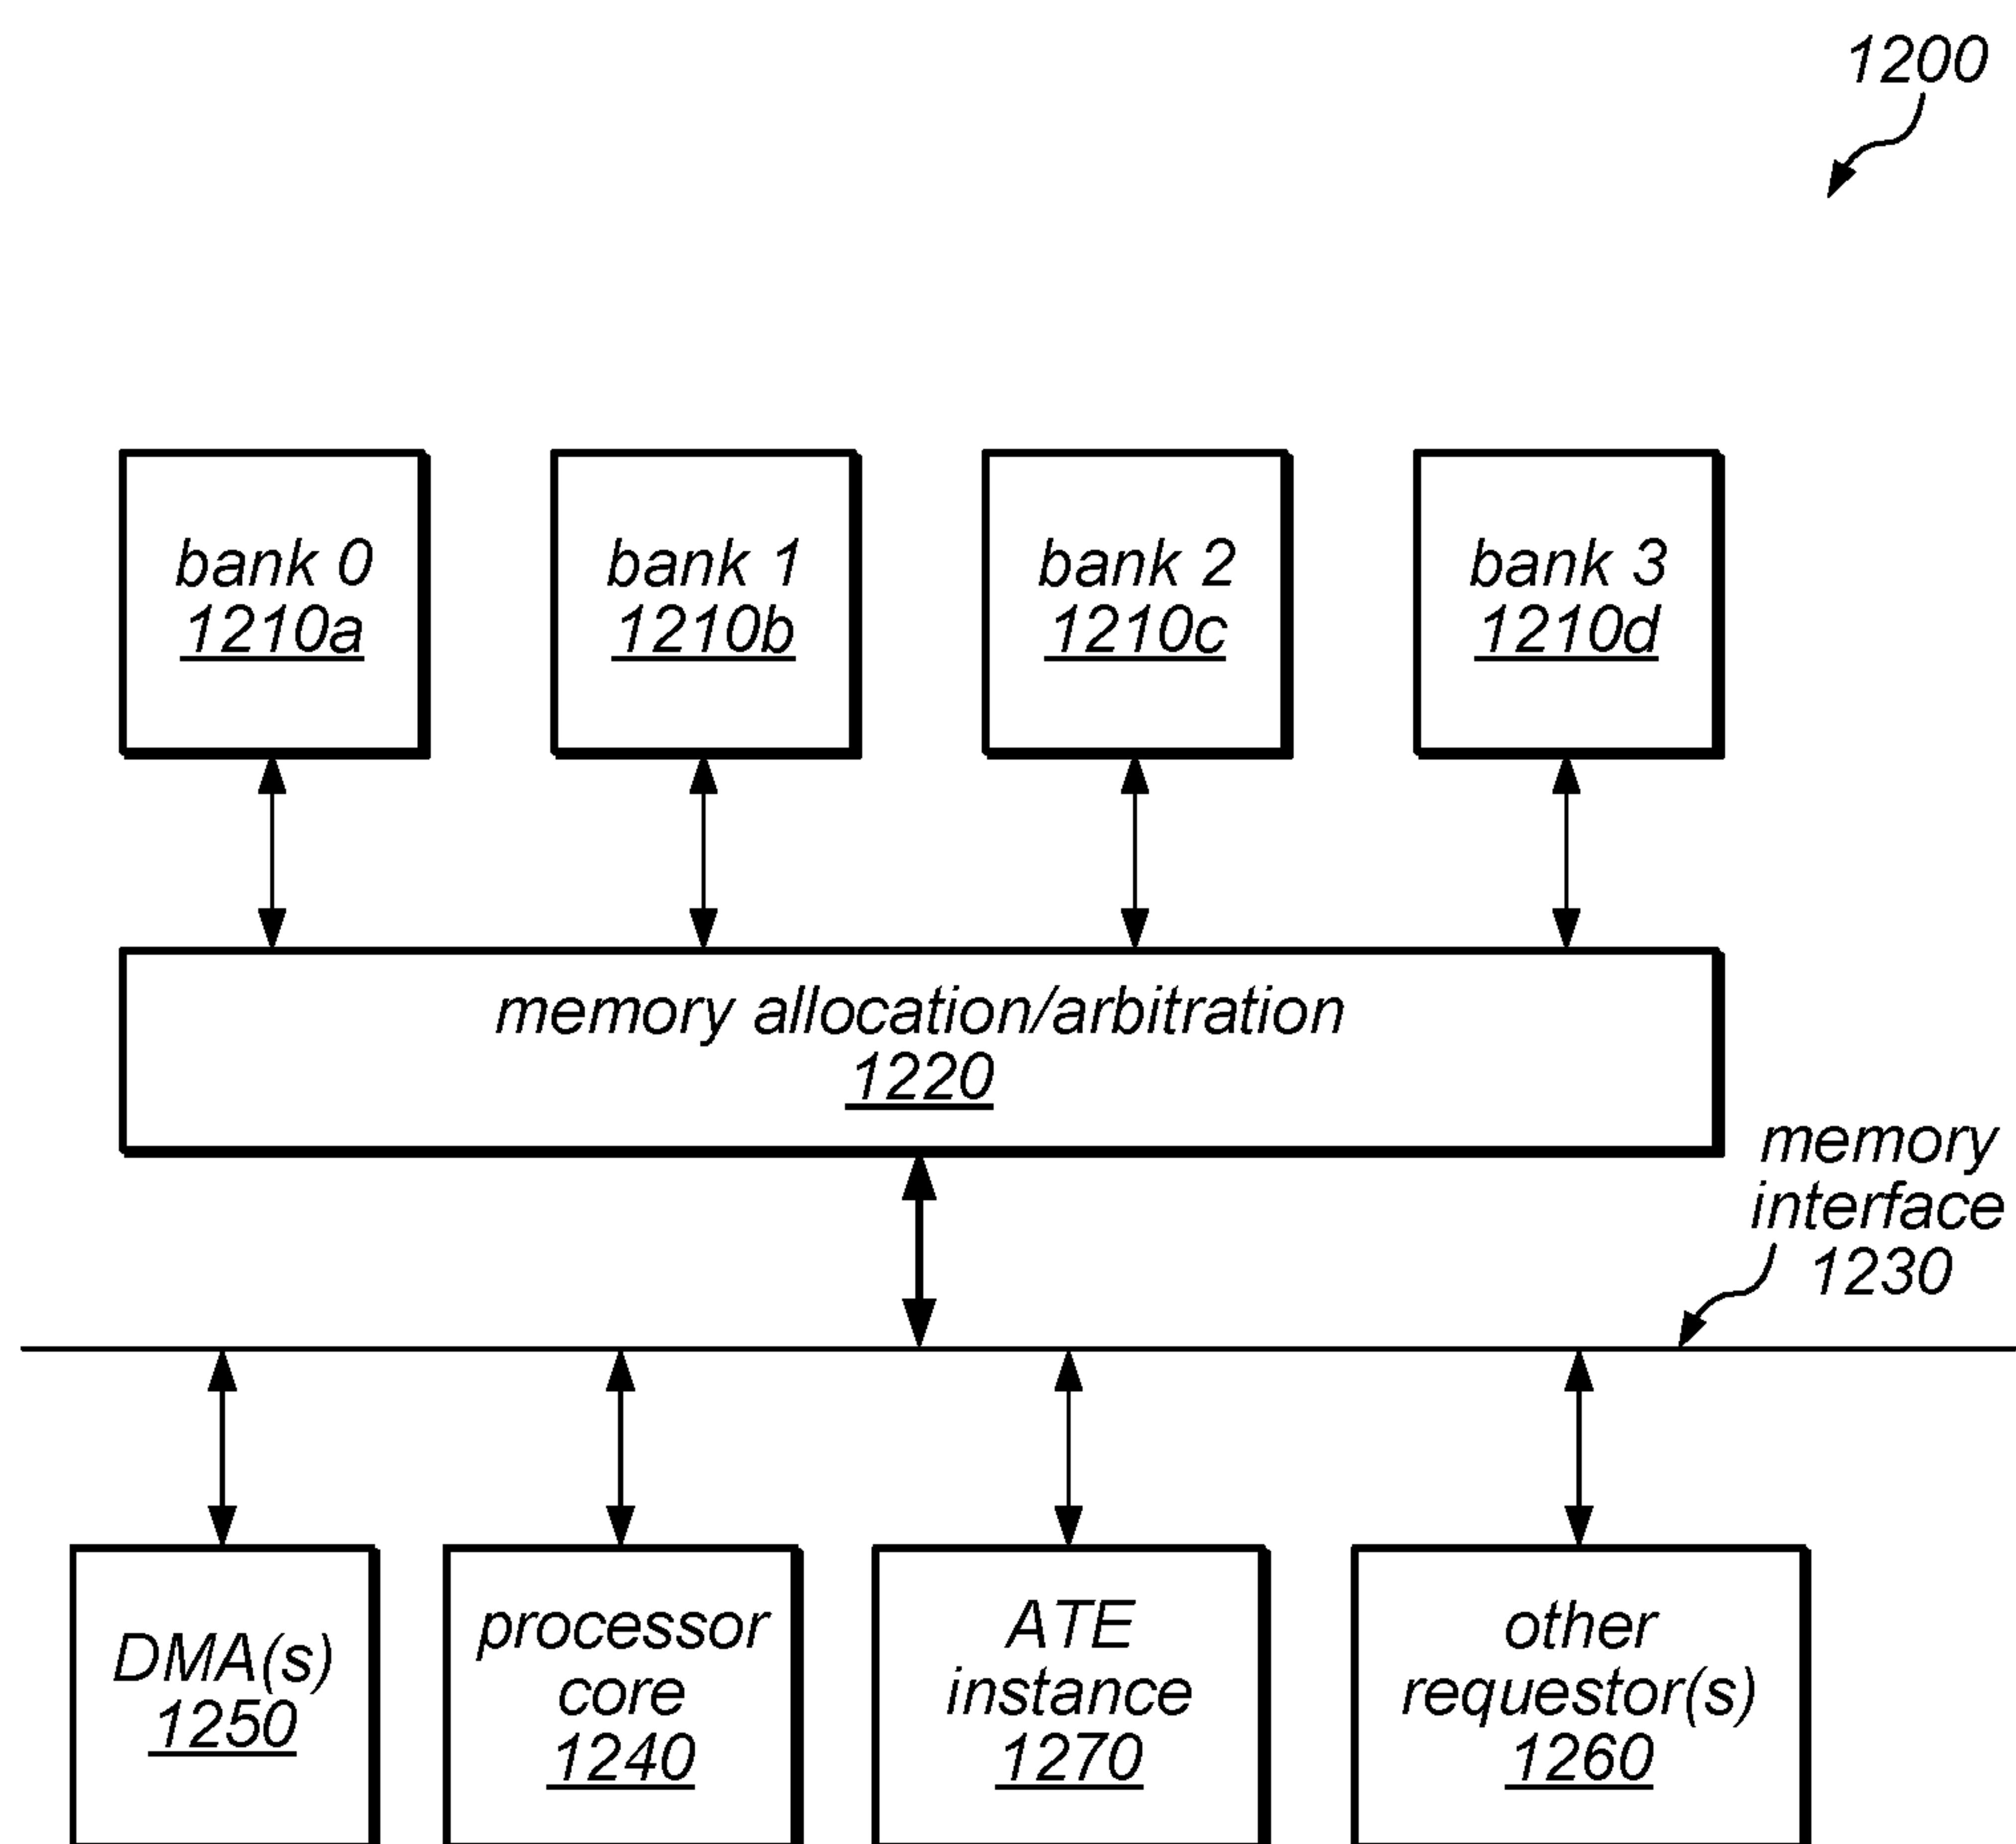 1200
bank 0
1210a
bank 1
1210b
bank 2
1210c
bank 3
1210d
memory allocation/arbitration
1220
memory
interface
1230
DMA(s)
1250
processor
core
1240
ATE
instance
1270
other
requestor(s)
1260